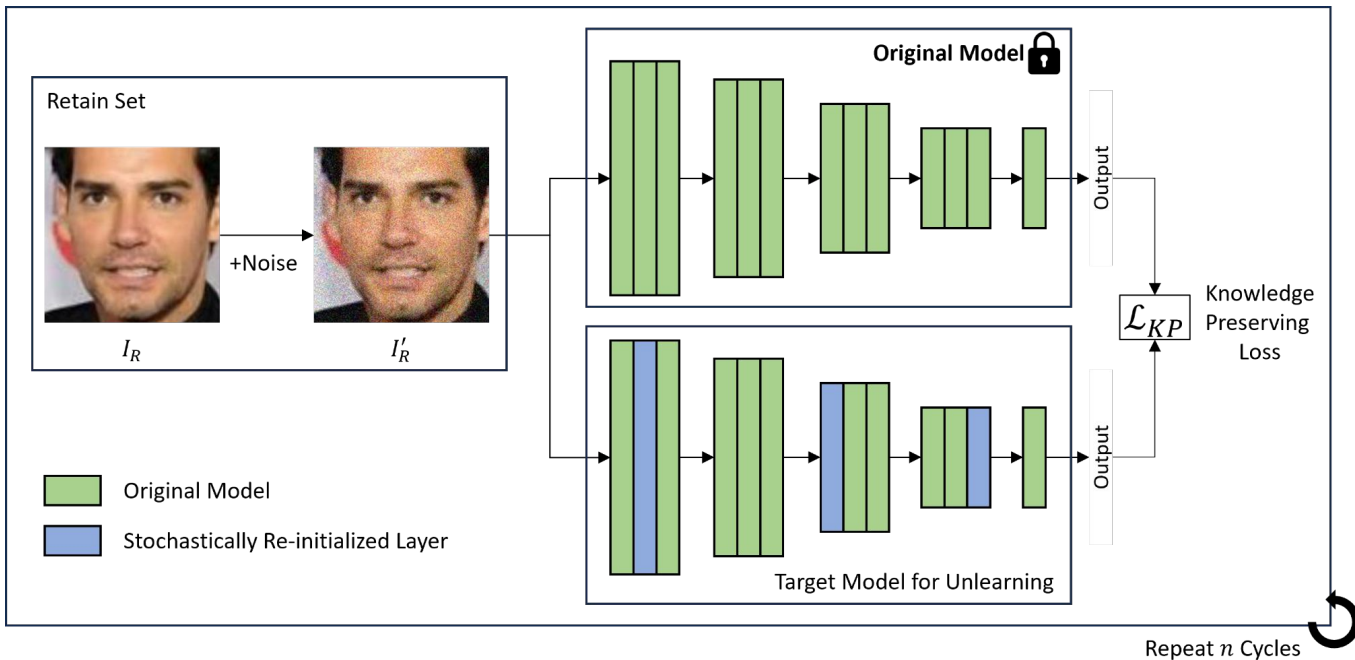 Original Model
Retain Set
+Noise
I_R
I'_R
Output
ℒ_KP
Knowledge
Preserving
Loss
Output
Original Model
Stochastically Re-initialized Layer
Target Model for Unlearning
Repeat n Cycles